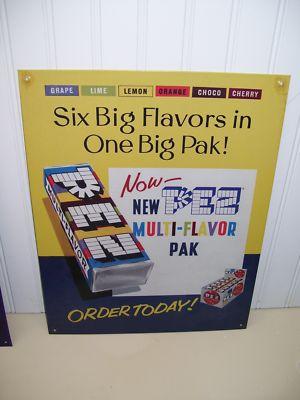 GRAPE LIME LEMON ORANGE CHOCO CHERRY
Six Big Flavors in
One Big Pak!
Now—
NEW PEZ
MULTI-FLAVOR
PAK
PEZ
ORDER TODAY!